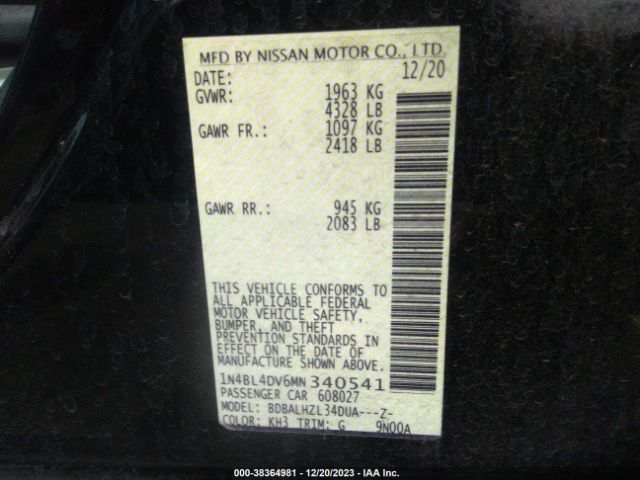 MFD BY NISSAN MOTOR CO., LTD.
DATE: 12/20
GVWR: 1963 KG
4328 LB
GAWR FR.: 1097 KG
2418 LB
GAWR RR.: 945 KG
2083 LB
THIS VEHICLE CONFORMS TO
ALL APPLICABLE FEDERAL
MOTOR VEHICLE SAFETY,
BUMPER, AND THEFT
PREVENTION STANDARDS IN
EFFECT ON THE DATE OF
MANUFACTURE SHOWN ABOVE.
1N4BL4DV6MN340541
PASSENGER CAR 608027
MODEL: BDBALHZL34DUA---Z-
COLOR: KH3 TRIM: G 9N00A
000-38364981 - 12/20/2023 - IAA Inc.